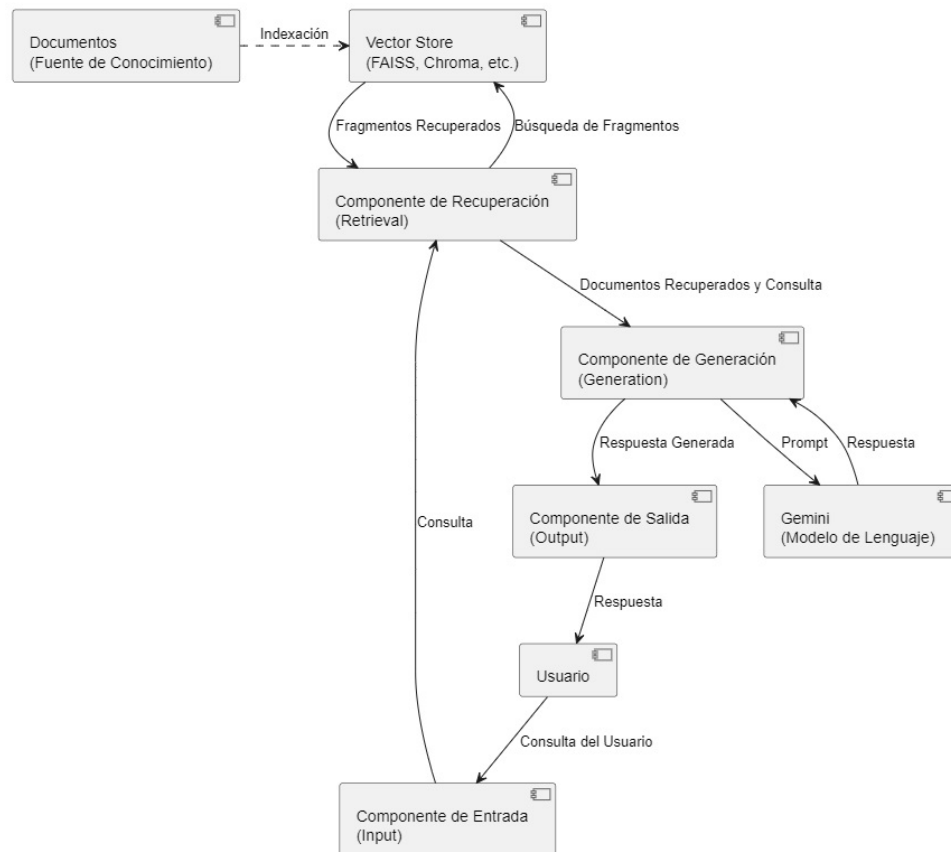 Documentos
(Fuente de Conocimiento)
Indexación
Vector Store
(FAISS, Chroma, etc.)
Fragmentos Recuperados
Búsqueda de Fragmentos
Componente de Recuperación
(Retrieval)
Documentos Recuperados y Consulta
Componente de Generación
(Generation)
Respuesta Generada
Prompt
Respuesta
Consulta
Componente de Salida
(Output)
Gemini
(Modelo de Lenguaje)
Respuesta
Usuario
Consulta del Usuario
Componente de Entrada
(Input)